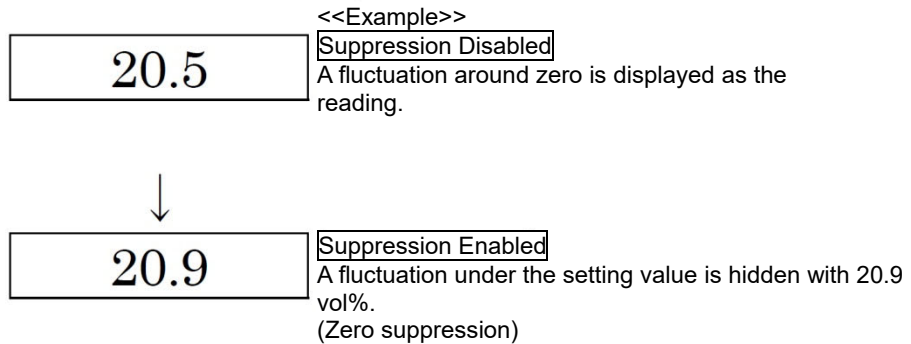 <<Example>>
Suppression Disabled
20.5
A fluctuation around zero is displayed as the
reading.
↓
Suppression Enabled
20.9
A fluctuation under the setting value is hidden with 20.9
vol%.
(Zero suppression)